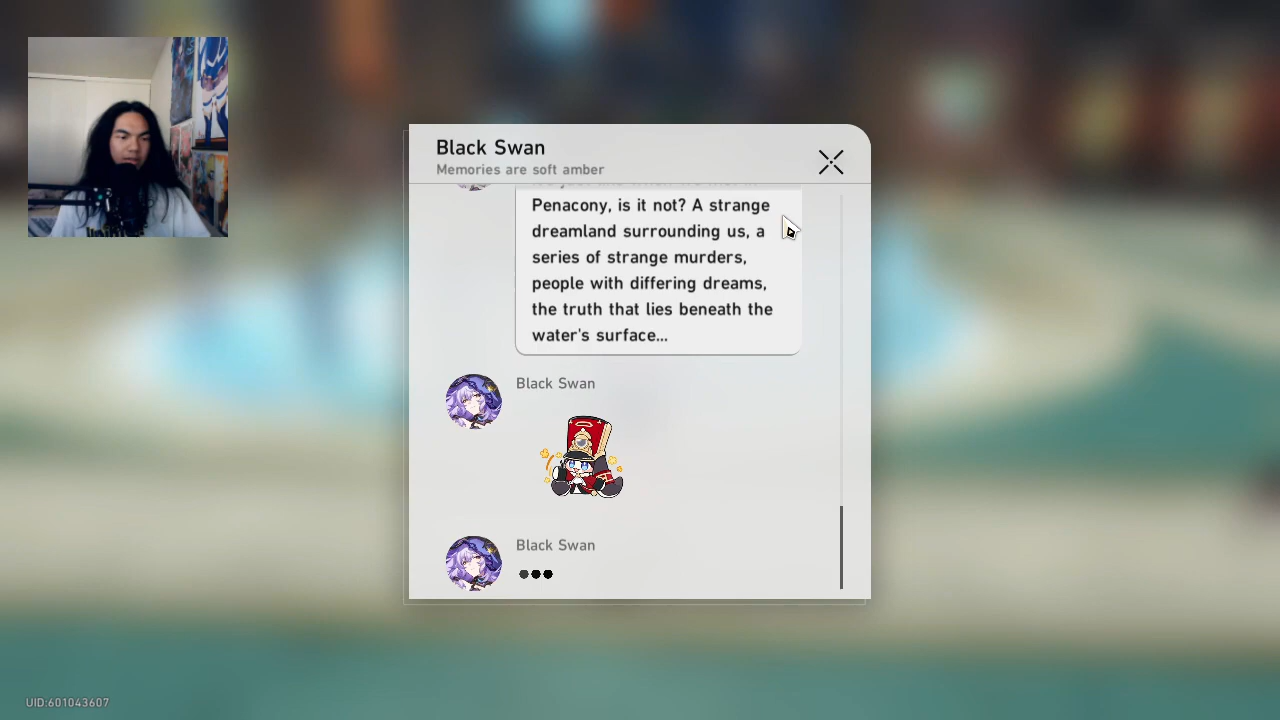 Black Swan
Memories are soft amber
Penacony, is it not? A strange
dreamland surrounding us, a
series of strange murders,
people with differing dreams,
the truth that lies beneath the
water's surface...
Black Swan
Black Swan
UID:601043607